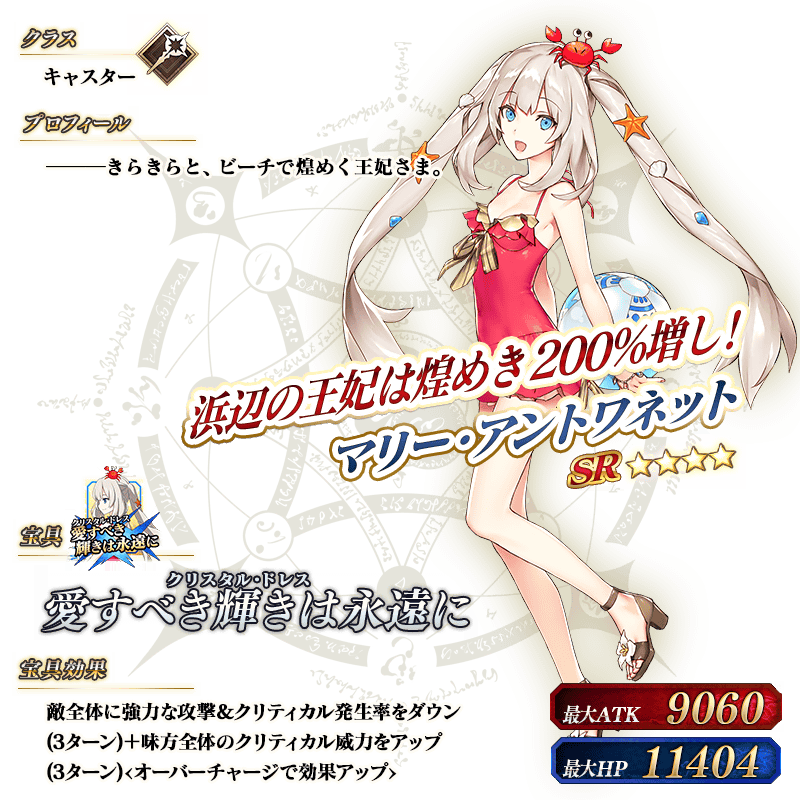 クラス
キャスター
プロフィール
———きらきらと、ビーチで煌めく王妃さま。
浜辺の王妃は煌めき200%増し!
マリー・アントワネット
SR
宝具
クリスタル・ドレス
愛すべき
輝きは永遠に
クリスタル・ドレス
愛すべき輝きは永遠に
宝具効果
敵全体に強力な攻撃&クリティカル発生率をダウン
(3ターン)+味方全体のクリティカル威力をアップ
(3ターン)<オーバーチャージで効果アップ>
最大ATK 9060
最大HP 11404